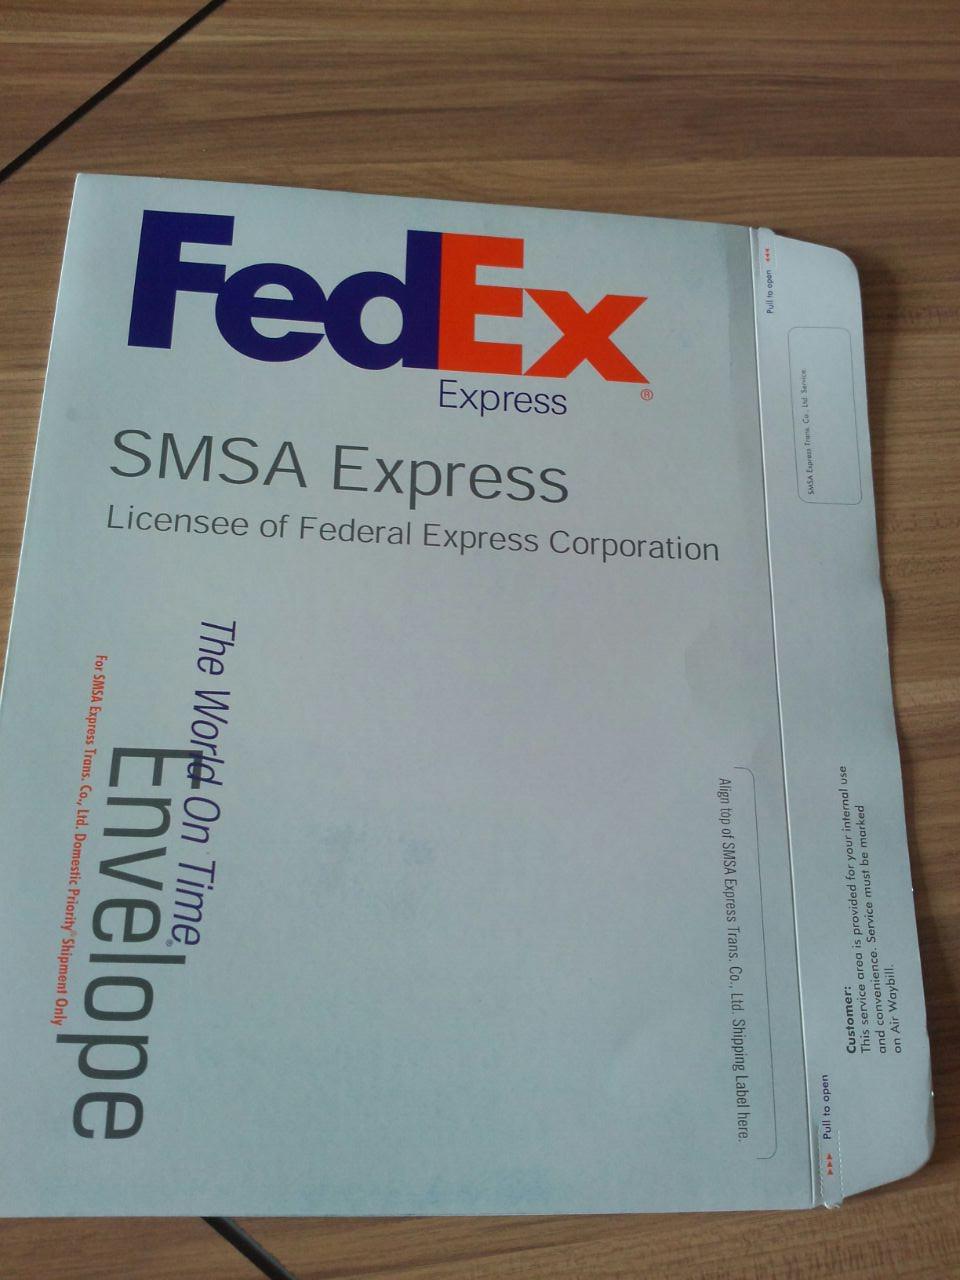 FedEx®
Express
SMSA Express
Licensee of Federal Express Corporation
The World On Time®
Envelope
For SMSA Express Trans. Co., Ltd. Domestic Priority® Shipment Only
Align top of SMSA Express Trans. Co., Ltd. Shipping Label here.
Pull to open
SMSA Express Trans. Co., Ltd. Service.
Customer:
This service area is provided for your internal use
and convenience. Service must be marked
on Air Waybill.
Pull to open